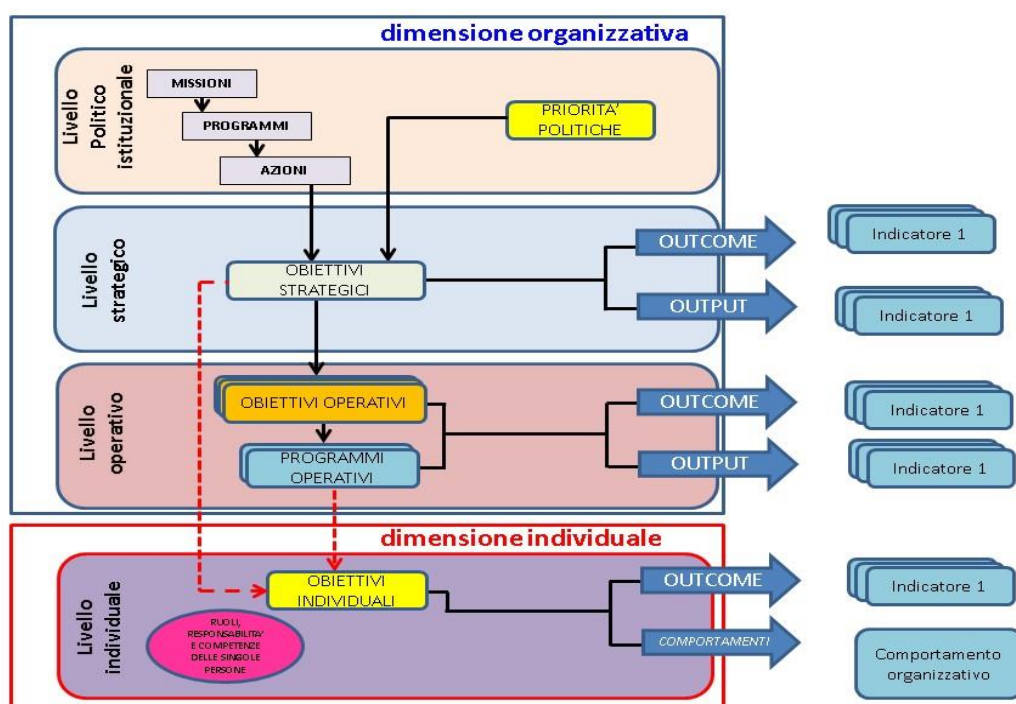 dimensione organizzativa
Livello
Politico
istituzionale
MISSIONI
PROGRAMMI
AZIONI
PRIORITA’
POLITICHE
Livello
strategico
OBIETTIVI
STRATEGICI
OUTCOME
Indicatore 1
OUTPUT
Indicatore 1
Livello
operativo
OBIETTIVI OPERATIVI
PROGRAMMI
OPERATIVI
OUTCOME
Indicatore 1
OUTPUT
Indicatore 1
dimensione individuale
Livello
individuale
OBIETTIVI
INDIVIDUALI
RUOLI,
RESPONSABILITA’
E COMPETENZE
DELLE SINGOLE
PERSONE
OUTCOME
Indicatore 1
COMPORTAMENTI
Comportamento
organizzativo